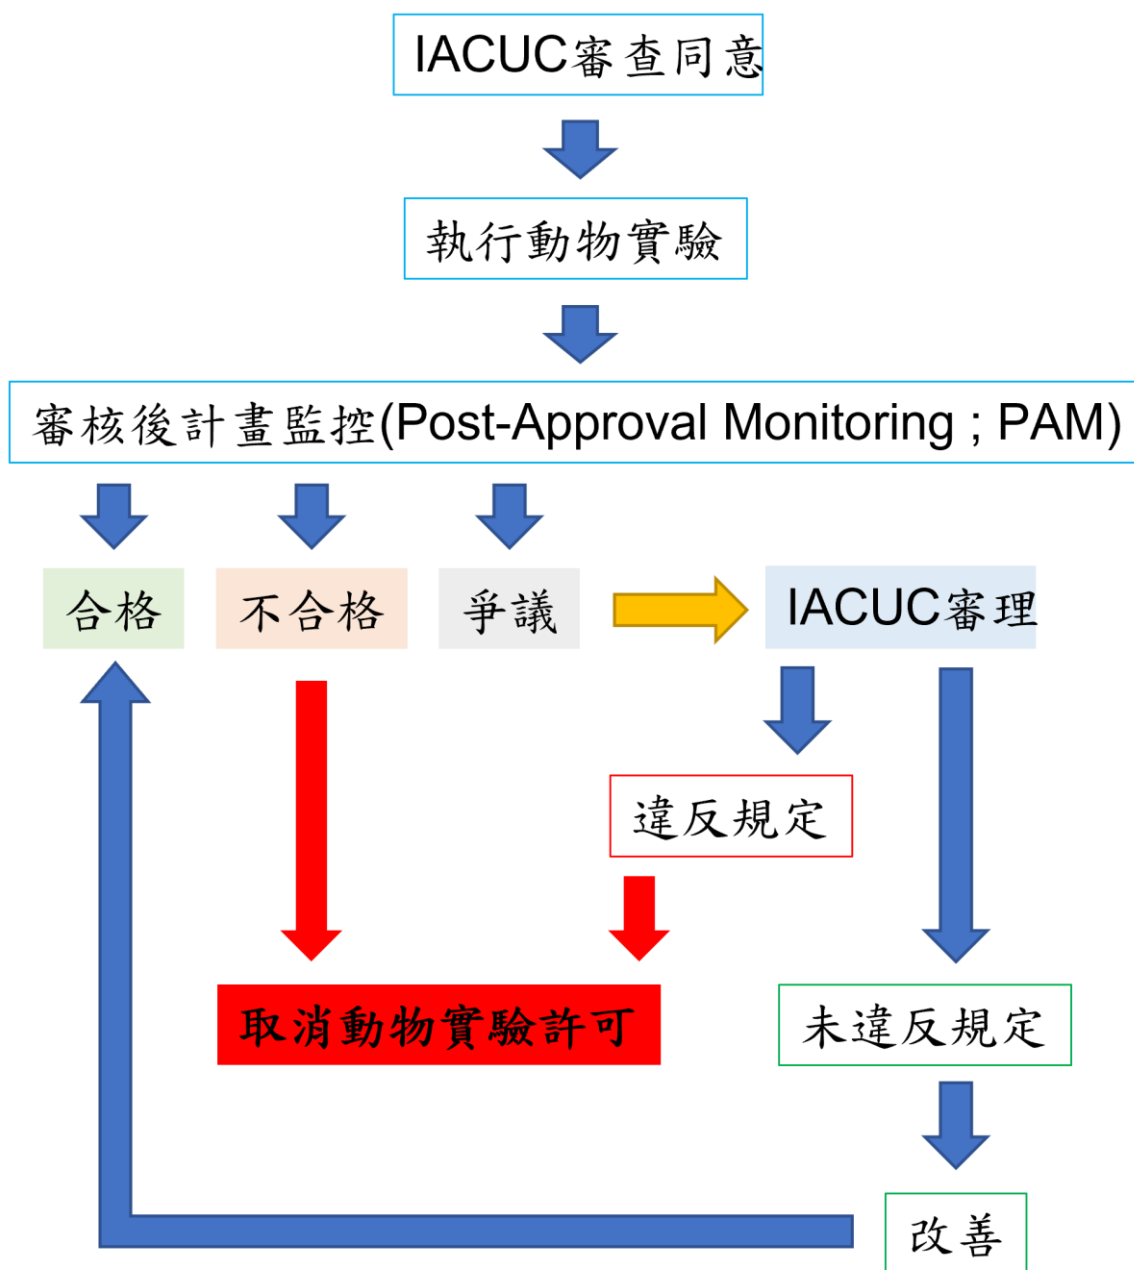 IACUC審查同意
執行動物實驗
審核後計畫監控(Post-Approval Monitoring ; PAM)
合格
不合格
爭議
IACUC審理
違反規定
取消動物實驗許可
未違反規定
改善